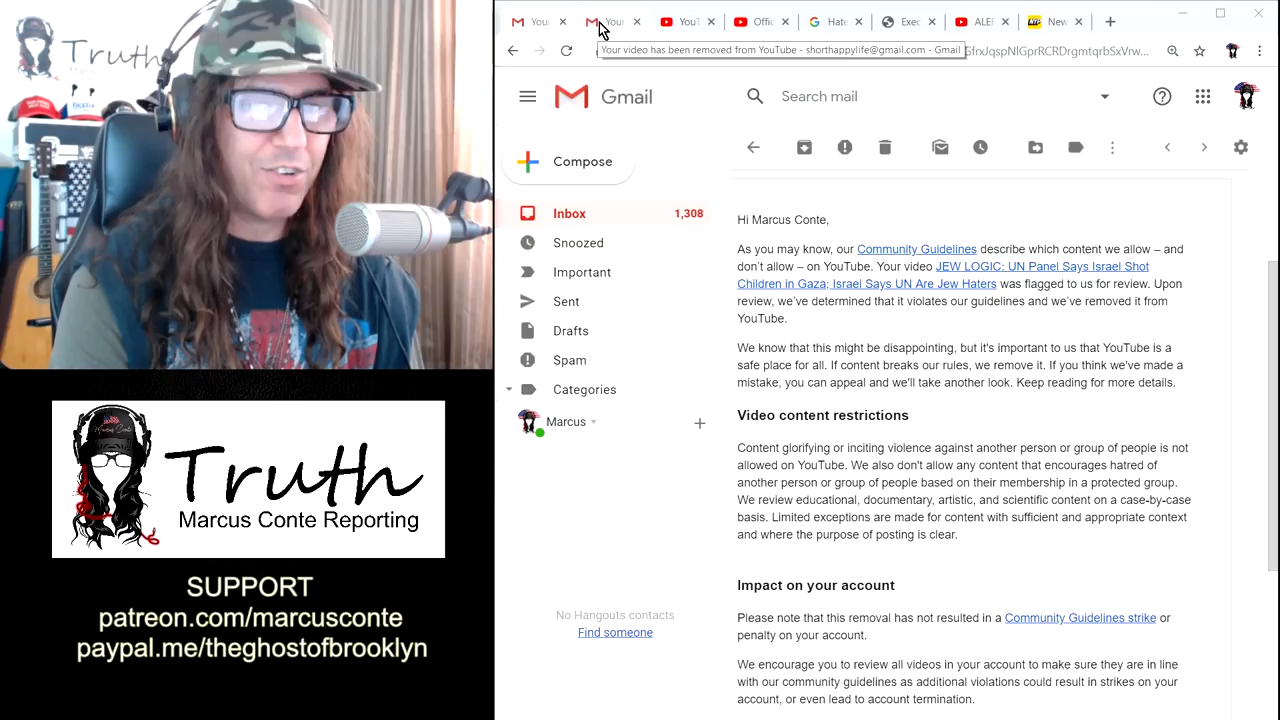 Truth
Your
Your
YouT
Offic
Hate
Exec
ALER
New
Your video has been removed from YouTube - shorthappylife@gmail.com - Gmail
Gmail
Search mail
Compose
Inbox 1,308
Snoozed
Important
Sent
Drafts
Spam
Categories
Marcus
No Hangouts contacts
Find someone
Hi Marcus Conte,
As you may know, our Community Guidelines describe which content we allow – and
don't allow – on YouTube. Your video JEW LOGIC: UN Panel Says Israel Shot
Children in Gaza; Israel Says UN Are Jew Haters was flagged to us for review. Upon
review, we've determined that it violates our guidelines and we've removed it from
YouTube.
We know that this might be disappointing, but it's important to us that YouTube is a
safe place for all. If content breaks our rules, we remove it. If you think we've made a
mistake, you can appeal and we'll take another look. Keep reading for more details.
Video content restrictions
Content glorifying or inciting violence against another person or group of people is not
allowed on YouTube. We also don't allow any content that encourages hatred of
another person or group of people based on their membership in a protected group.
We review educational, documentary, artistic, and scientific content on a case-by-case
basis. Limited exceptions are made for content with sufficient and appropriate context
and where the purpose of posting is clear.
Impact on your account
Please note that this removal has not resulted in a Community Guidelines strike or
penalty on your account.
We encourage you to review all videos in your account to make sure they are in line
with our community guidelines as additional violations could result in strikes on your
account, or even lead to account termination.
Truth
Marcus Conte Reporting
SUPPORT
patreon.com/marcusconte
paypal.me/theghostofbrooklyn